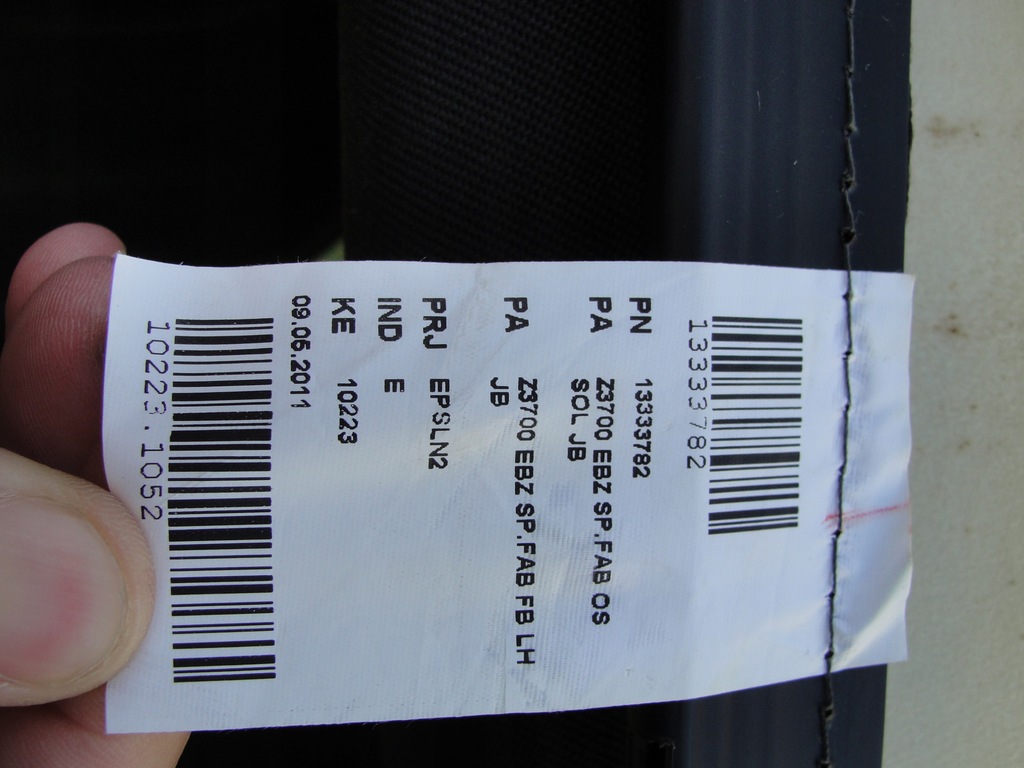 13333782
PN 13333782
PA Z3700 EBZ SP.FAB OS
SOL JB
PA Z3700 EBZ SP.FAB FB LH
JB
PRJ EPSLN2
IND E
KE 10223
09.05.2011
10223.1052